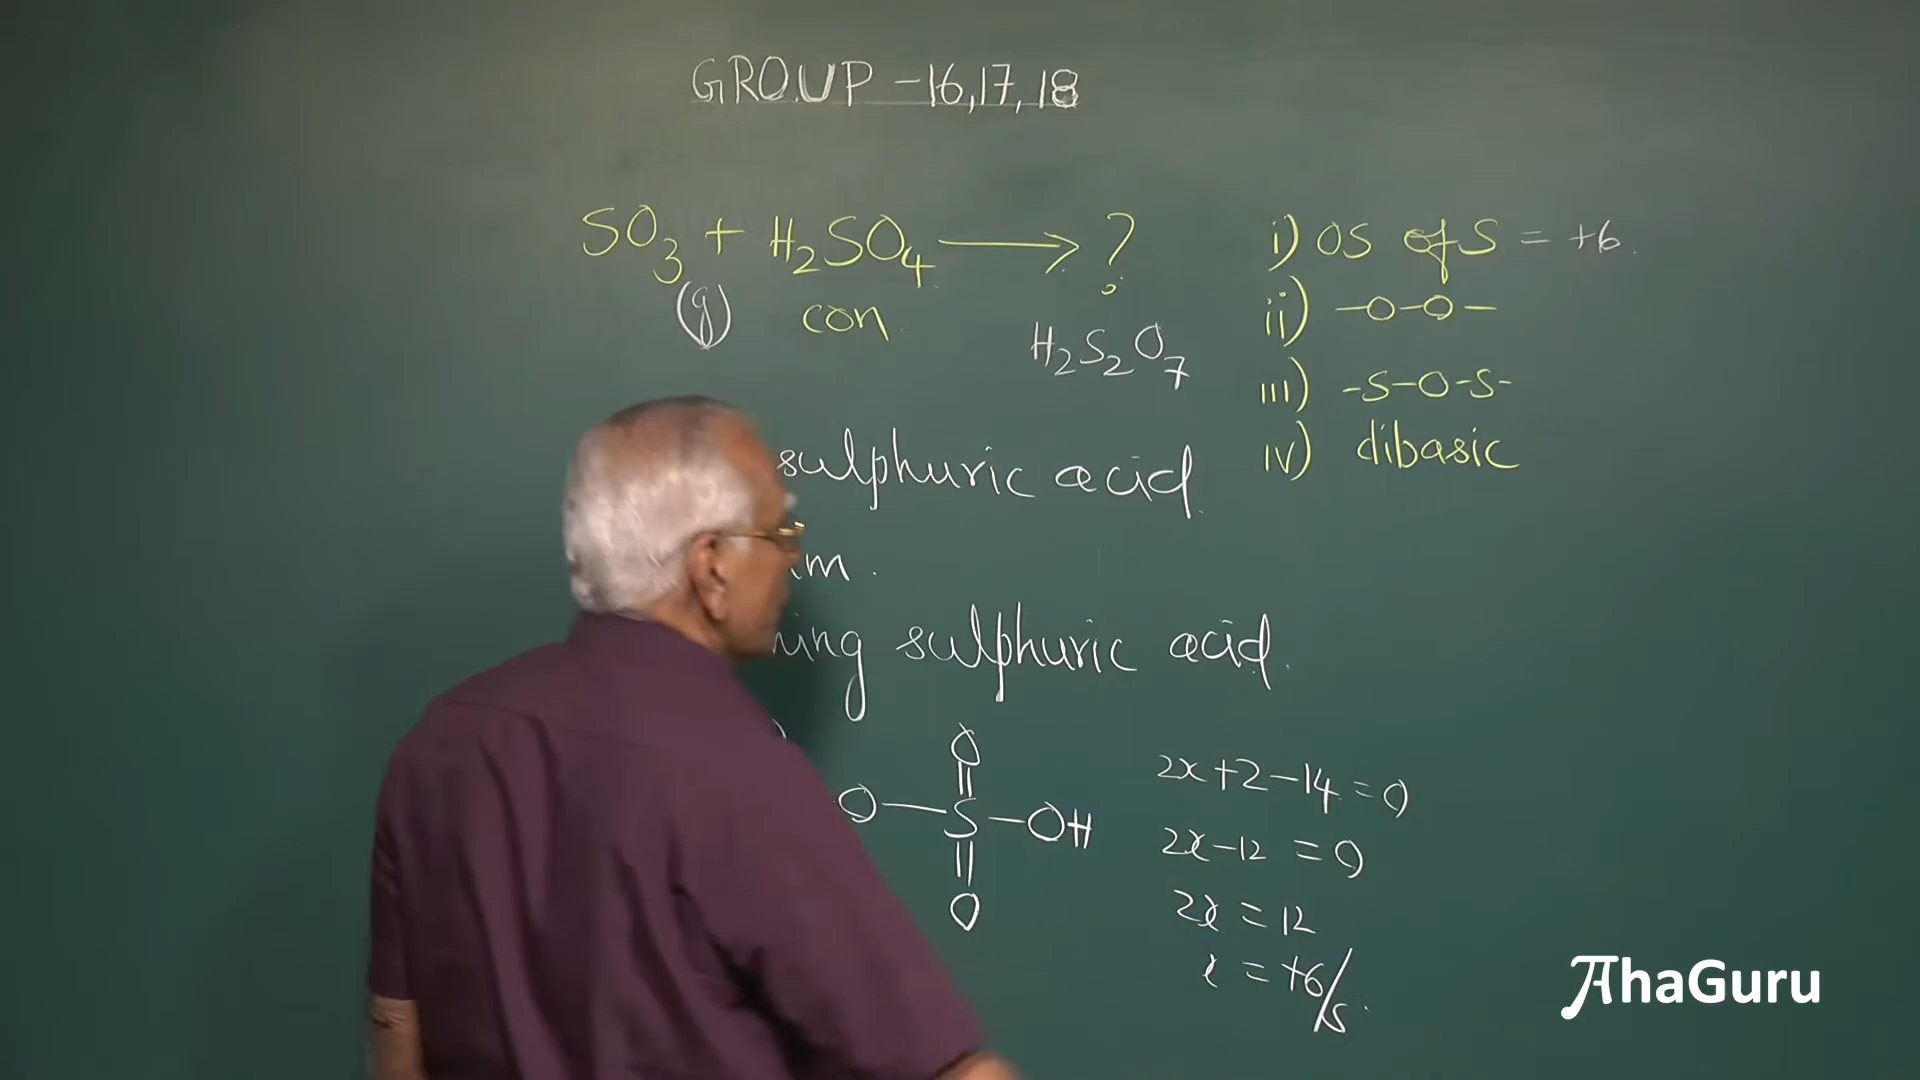 GROUP - 16,17,18
SO3 + H2SO4 ⟶ ?
(g) con.
H2S2O7
i) OS of S = +6.
ii) -O-O-
iii) -S-O-S-
iv) dibasic
sulphuric acid.
sulphuric acid.
O
||
O—S—OH
||
O
2x+2-14=0
2x-12 = 0
2x = 12
x = +6/S.
AhaGuru